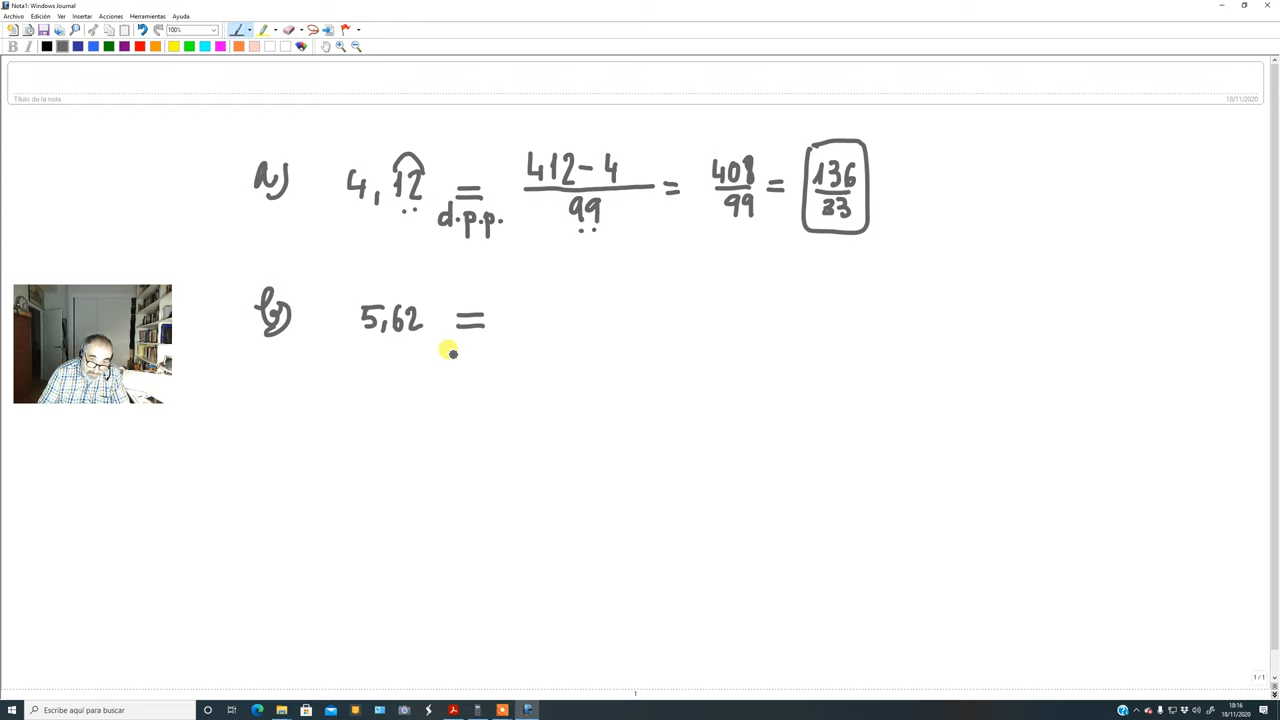 Nota1: Windows Journal
Archivo Edición Ver Insertar Acciones Herramientas Ayuda
100%
B I
Título de la nota
18/11/2020
a) 4,12 = (412-4)/99 = 408/99 = 136/33
d.p.p.
b) 5,62 =
1 / 1
1
Escribe aquí para buscar
18:16
18/11/2020